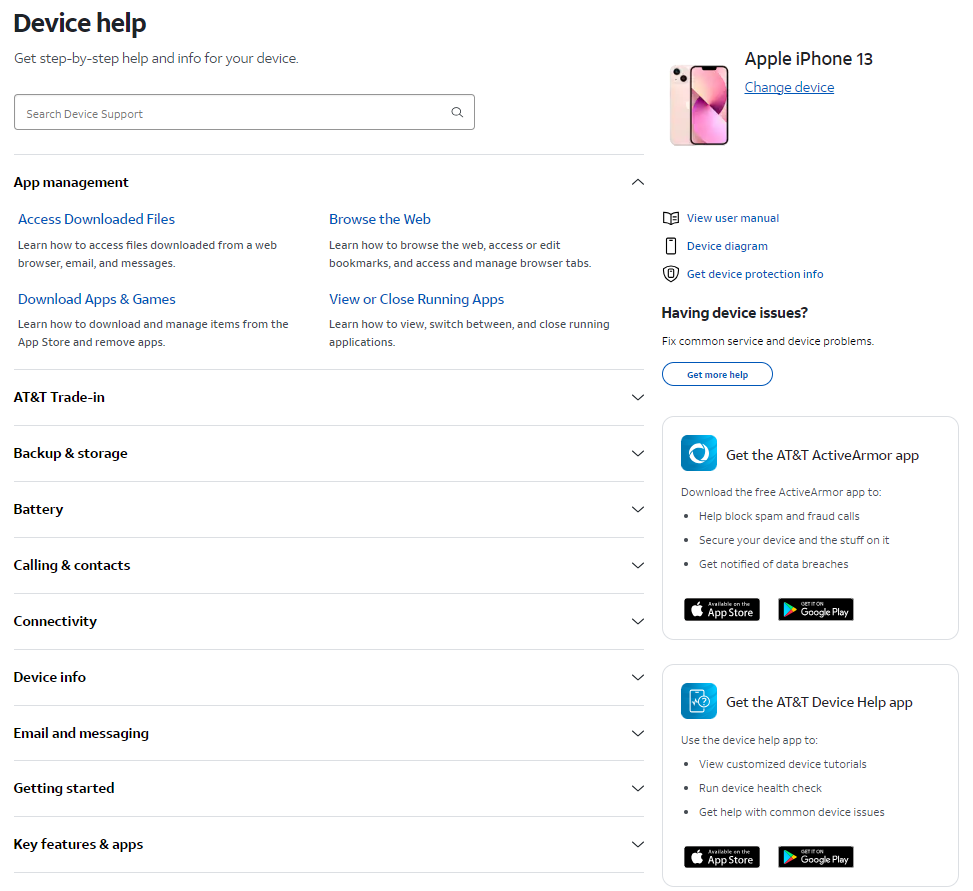 Device help
Get step-by-step help and info for your device.
Search Device Support
App management
Access Downloaded Files
Learn how to access files downloaded from a web
browser, email, and messages.
Browse the Web
Learn how to browse the web, access or edit
bookmarks, and access and manage browser tabs.
Download Apps & Games
Learn how to download and manage items from the
App Store and remove apps.
View or Close Running Apps
Learn how to view, switch between, and close running
applications.
AT&T Trade-in
Backup & storage
Battery
Calling & contacts
Connectivity
Device info
Email and messaging
Getting started
Key features & apps
Apple iPhone 13
Change device
View user manual
Device diagram
Get device protection info
Having device issues?
Fix common service and device problems.
Get more help
Get the AT&T ActiveArmor app
Download the free ActiveArmor app to:
Help block spam and fraud calls
Secure your device and the stuff on it
Get notified of data breaches
Available on the
App Store
GET IT ON
Google Play
Get the AT&T Device Help app
Use the device help app to:
View customized device tutorials
Run device health check
Get help with common device issues
Available on the
App Store
GET IT ON
Google Play